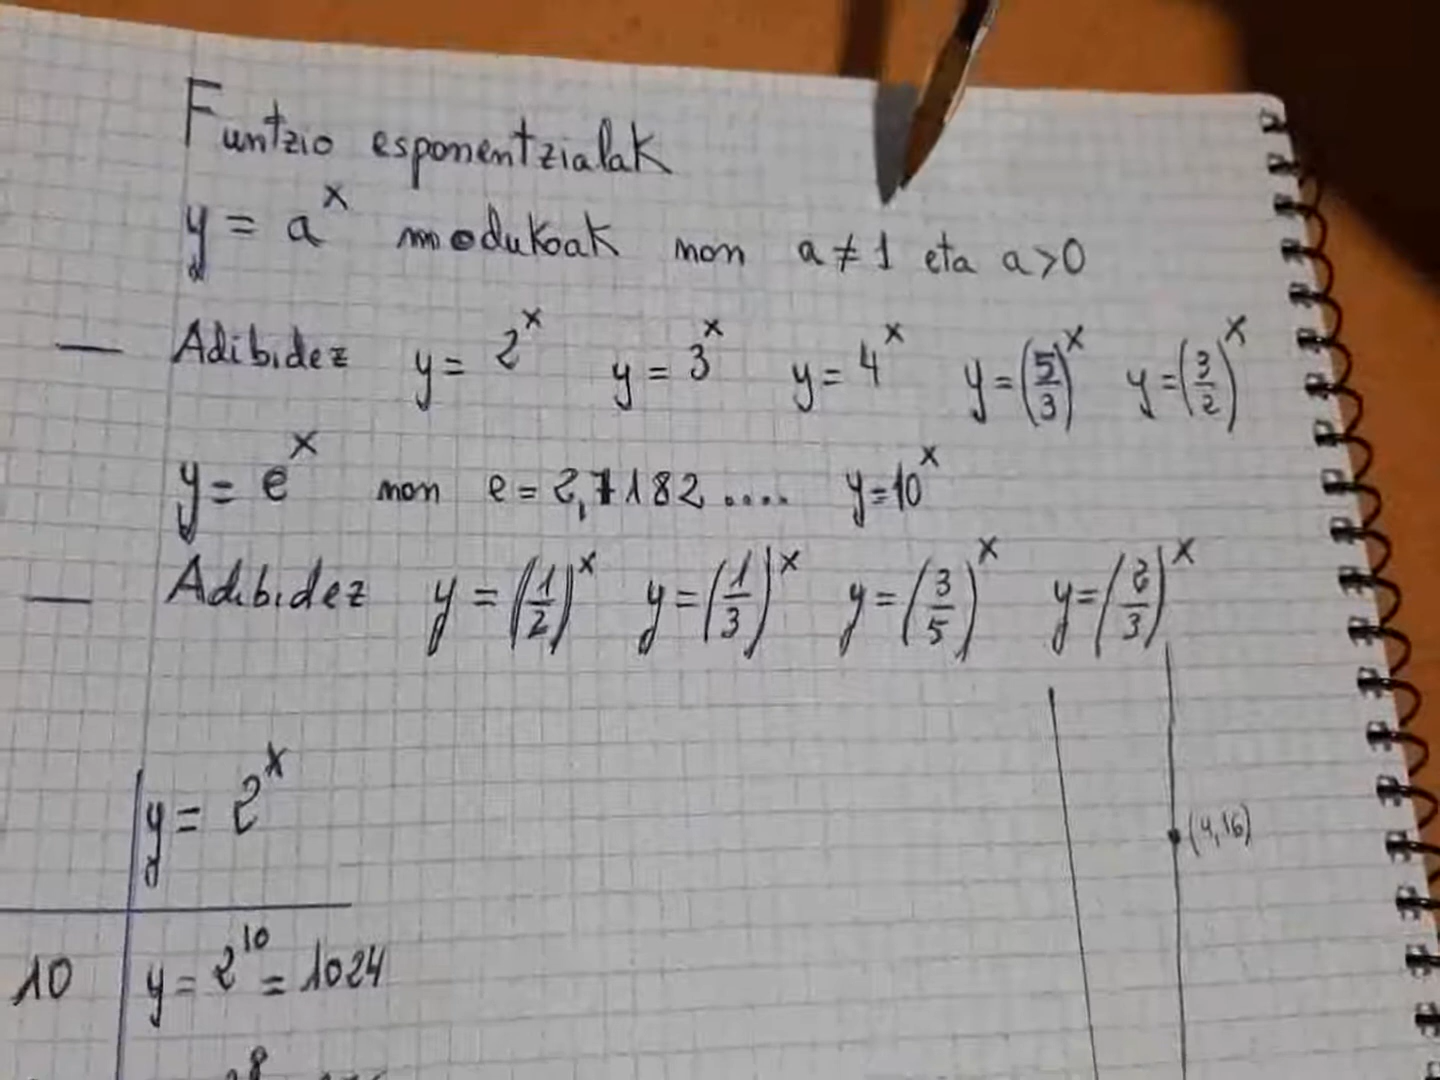 Funtzio esponentzialak
y = a^x modukoak non a ≠ 1 eta a > 0
— Adibidez y = 2^x y = 3^x y = 4^x y = (5/3)^x y = (3/2)^x
y = e^x non e = 2,7182 .... y = 10^x
— Adibidez y = (1/2)^x y = (1/3)^x y = (3/5)^x y = (2/3)^x
y = 2^x
(4,16)
10 y = 2^10 = 1024